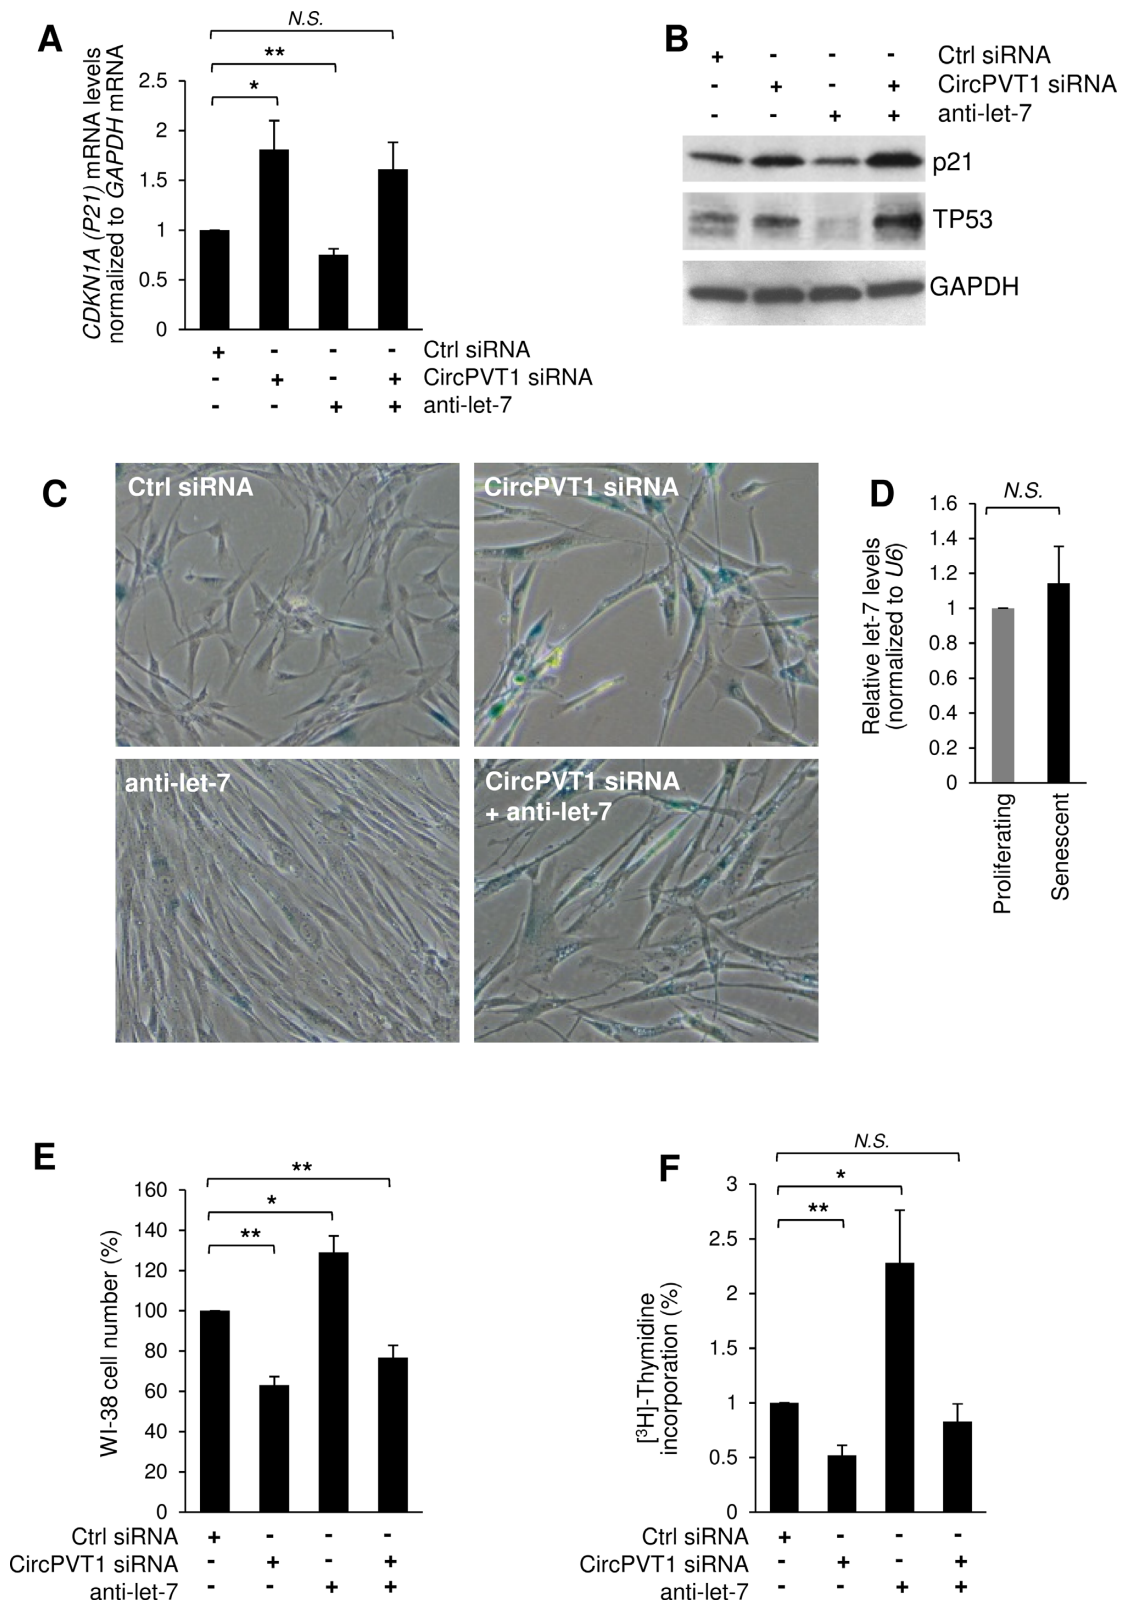 A
N.S.
**
*
CDKN1A (P21) mRNA levels
normalized to GAPDH mRNA
2.5
2
1.5
1
0.5
0
+ - - - Ctrl siRNA
- + - + CircPVT1 siRNA
- - + + anti-let-7
B
+ - - - Ctrl siRNA
- + - + CircPVT1 siRNA
- - + + anti-let-7
p21
TP53
GAPDH
C
Ctrl siRNA
CircPVT1 siRNA
anti-let-7
CircPVT1 siRNA
+ anti-let-7
D
N.S.
Relative let-7 levels
(normalized to U6)
1.6
1.4
1.2
1
0.8
0.6
0.4
0.2
0
Proliferating
Senescent
E
**
*
**
WI-38 cell number (%)
160
140
120
100
80
60
40
20
0
Ctrl siRNA + - - -
CircPVT1 siRNA - + - +
anti-let-7 - - + +
F
N.S.
*
**
[³H]-Thymidine
incorporation (%)
3
2.5
2
1.5
1
0.5
0
Ctrl siRNA + - - -
CircPVT1 siRNA - + - +
anti-let-7 - - + +